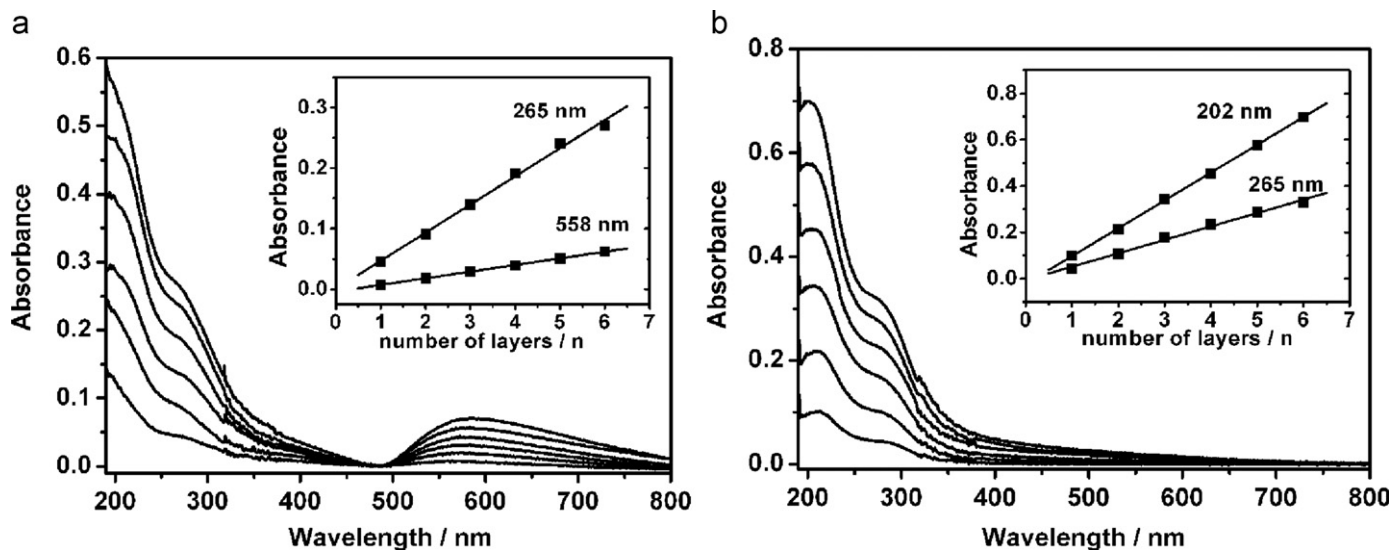 a
0.6
0.5
0.4
0.3
0.2
0.1
0.0
Absorbance
200 300 400 500 600 700 800
Wavelength / nm
0.3
0.2
0.1
0.0
Absorbance
265 nm
558 nm
0 1 2 3 4 5 6 7
number of layers / n
b
0.8
0.6
0.4
0.2
0.0
Absorbance
200 300 400 500 600 700 800
Wavelength / nm
0.8
0.6
0.4
0.2
0.0
Absorbance
202 nm
265 nm
0 1 2 3 4 5 6 7
number of layers / n